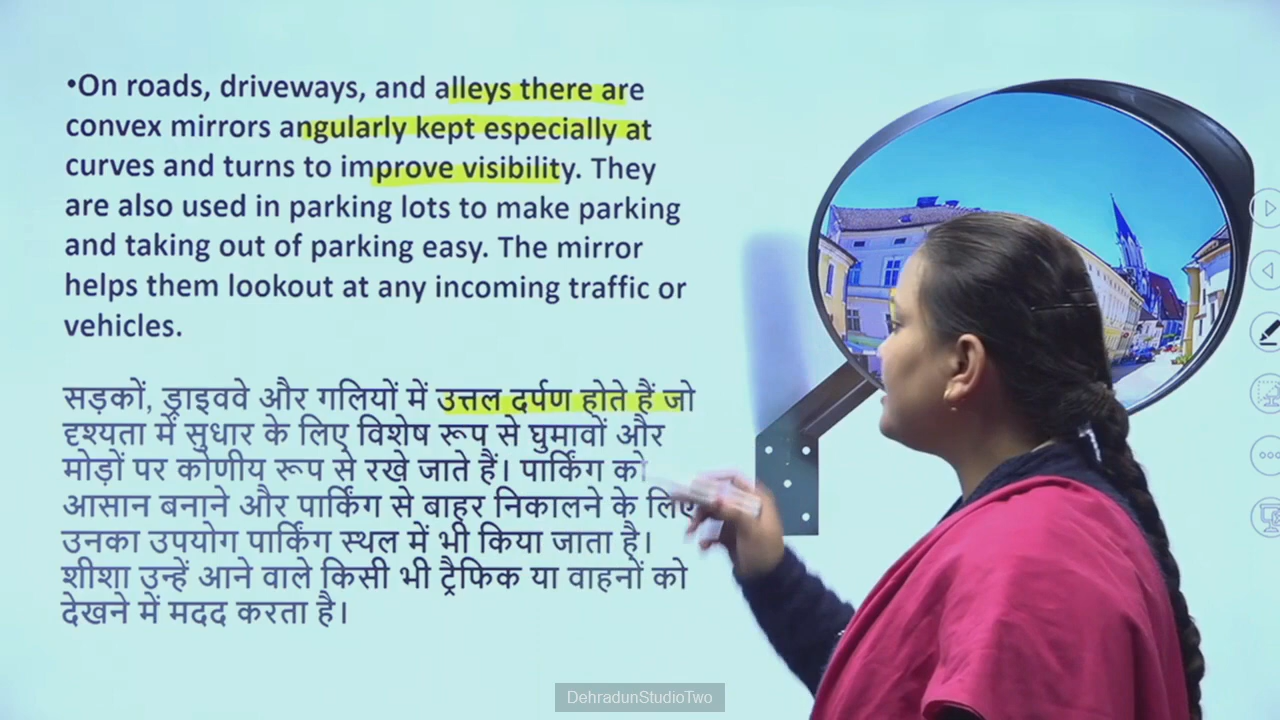 •On roads, driveways, and alleys there are
convex mirrors angularly kept especially at
curves and turns to improve visibility. They
are also used in parking lots to make parking
and taking out of parking easy. The mirror
helps them lookout at any incoming traffic or
vehicles.
सड़कों, ड्राइववे और गलियों में उत्तल दर्पण होते हैं जो
दृश्यता में सुधार के लिए विशेष रूप से घुमावों और
मोड़ों पर कोणीय रूप से रखे जाते हैं। पार्किंग को
आसान बनाने और पार्किंग से बाहर निकालने के लिए
उनका उपयोग पार्किंग स्थल में भी किया जाता है।
शीशा उन्हें आने वाले किसी भी ट्रैफिक या वाहनों को
देखने में मदद करता है।
DehradunStudioTwo